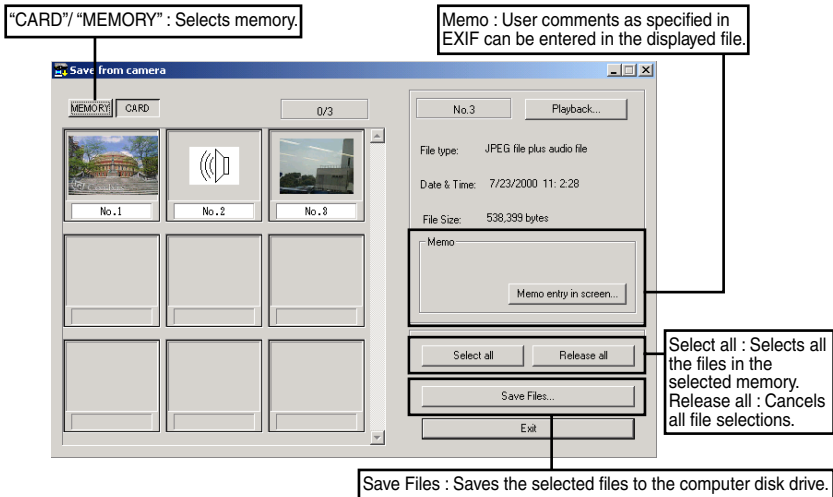 “CARD”/ “MEMORY” : Selects memory.
Memo : User comments as specified in
EXIF can be entered in the displayed file.
Save from camera
MEMORY CARD 0/3
No.3 Playback...
File type: JPEG file plus audio file
Date & Time: 7/23/2000 11: 2:28
File Size: 538,399 bytes
No.1 No.2 No.3
Memo
Memo entry in screen...
Select all Release all
Save Files...
Exit
Select all : Selects all
the files in the
selected memory.
Release all : Cancels
all file selections.
Save Files : Saves the selected files to the computer disk drive.